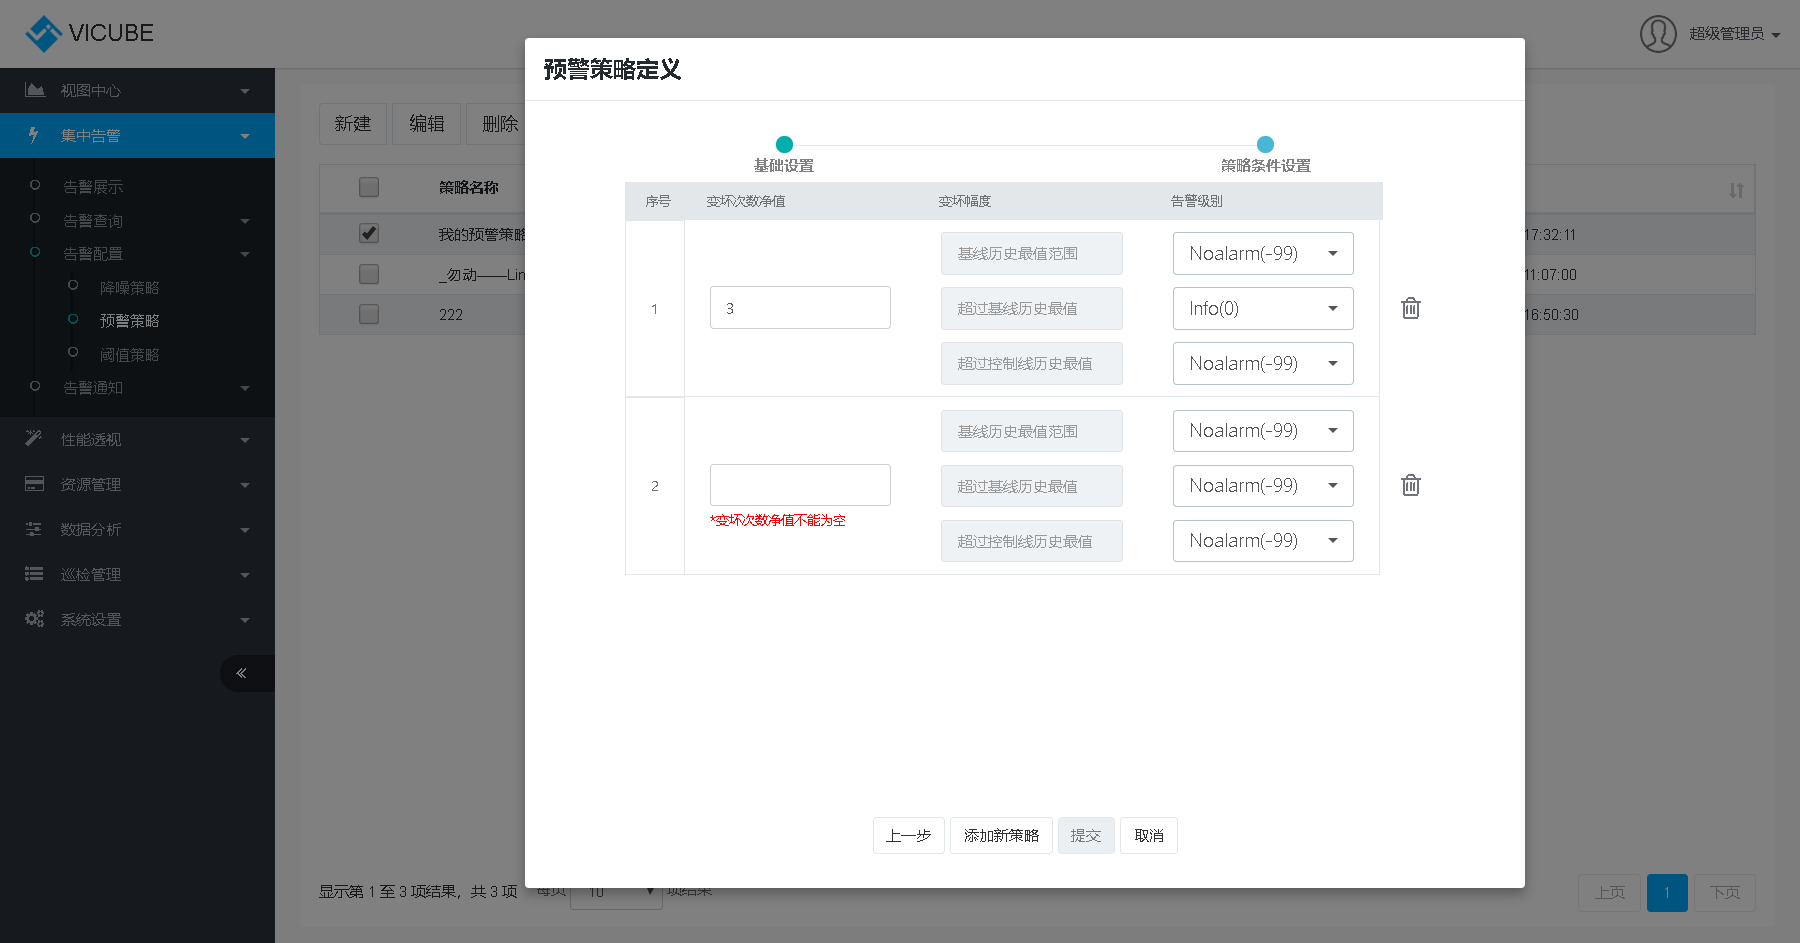 VICUBE
超级管理员
视图中心
集中告警
告警展示
告警查询
告警配置
降噪策略
预警策略
阈值策略
告警通知
性能透视
资源管理
数据分析
巡检管理
系统设置
新建
编辑
删除
策略名称
我的预警策略
17:32:11
_勿动——Lin
11:07:00
222
16:50:30
预警策略定义
基础设置
策略条件设置
序号
变坏次数净值
变坏幅度
告警级别
1
3
基线历史最值范围
Noalarm(-99)
超过基线历史最值
Info(0)
超过控制线历史最值
Noalarm(-99)
2
*变坏次数净值不能为空
基线历史最值范围
Noalarm(-99)
超过基线历史最值
Noalarm(-99)
超过控制线历史最值
Noalarm(-99)
上一步
添加新策略
提交
取消
显示第 1 至 3 项结果，共 3 项
每页 10 项结果
上页
1
下页